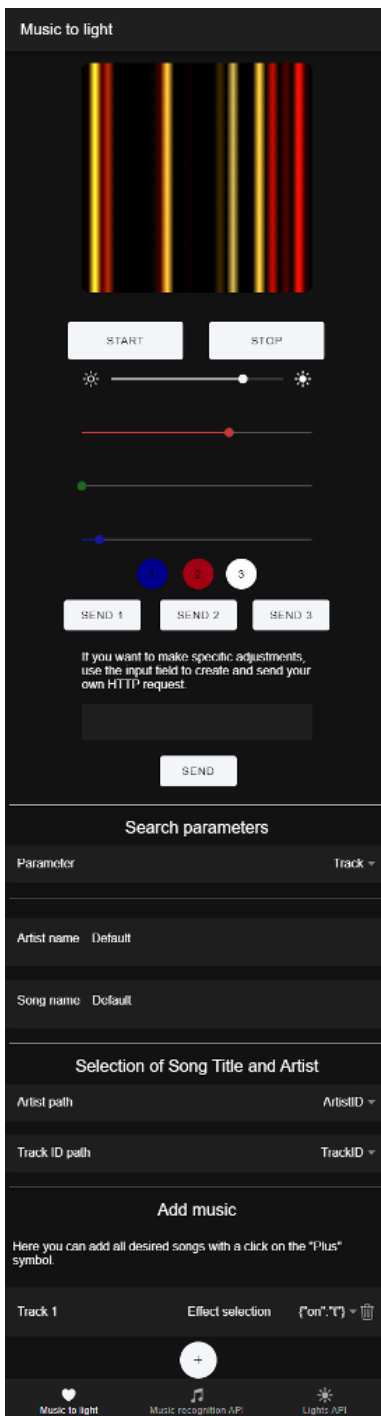 Music to light
START STOP
1 2 3
SEND 1 SEND 2 SEND 3
If you want to make specific adjustments,
use the input field to create and send your
own HTTP request.
SEND
Search parameters
Parameter Track
Artist name Default
Song name Default
Selection of Song Title and Artist
Artist path ArtistID
Track ID path TrackID
Add music
Here you can add all desired songs with a click on the "Plus"
symbol.
Track 1 Effect selection {"on":"t"}
+
Music to light Music recognition API Lights API